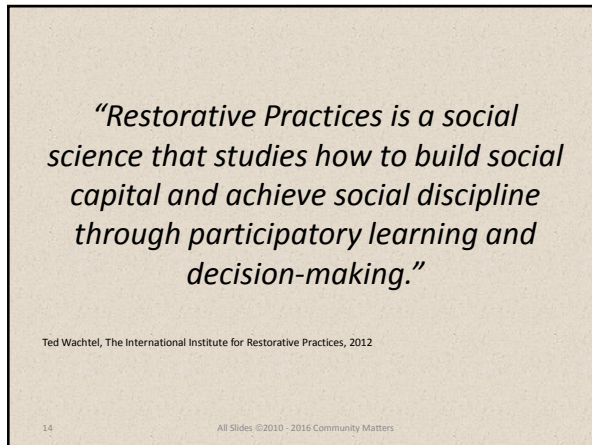 “Restorative Practices is a social
science that studies how to build social
capital and achieve social discipline
through participatory learning and
decision-making.”
Ted Wachtel, The International Institute for Restorative Practices, 2012
14
All Slides ©2010 - 2016 Community Matters